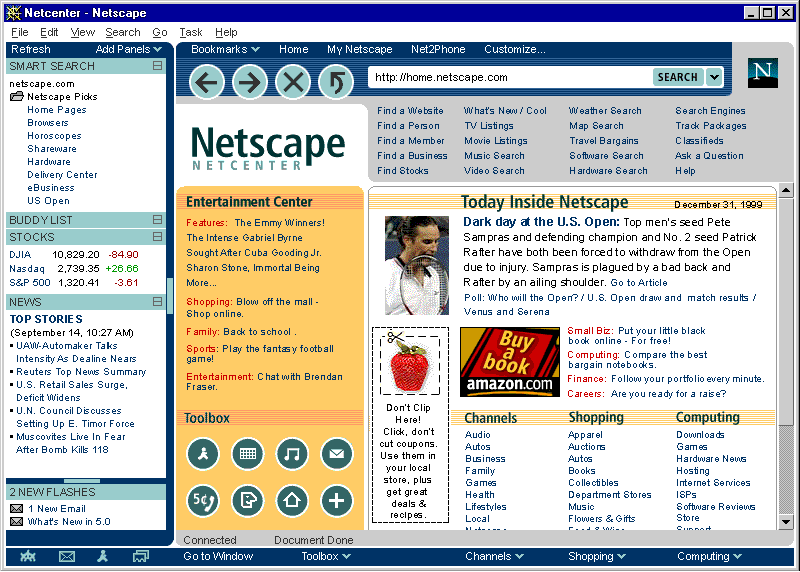 Netcenter - Netscape
File Edit View Search Go Task Help
Refresh Add Panels
Bookmarks Home My Netscape Net2Phone Customize...
SMART SEARCH
netscape.com
Netscape Picks
Home Pages
Browsers
Horoscopes
Shareware
Hardware
Delivery Center
eBusiness
US Open
BUDDY LIST
STOCKS
DJIA 10,829.20 -84.90
Nasdaq 2,739.35 +26.66
S&P 500 1,320.41 -3.61
NEWS
TOP STORIES
(September 14, 10:27 AM)
• UAW-Automaker Talks
Intensity As Dealine Nears
• Reuters Top News Summary
• U.S. Retail Sales Surge,
Deficit Widens
• U.N. Council Discusses
Setting Up E. Timor Force
• Muscovites Live In Fear
After Bomb Kills 118
2 NEW FLASHES
1 New Email
What's New in 5.0
http://home.netscape.com SEARCH
N
Netscape
NETCENTER
Find a Website What's New / Cool Weather Search Search Engines
Find a Person TV Listings Map Search Track Packages
Find a Member Movie Listings Travel Bargains Classifieds
Find a Business Music Search Software Search Ask a Question
Find Stocks Video Search Hardware Search Help
Entertainment Center
Features: The Emmy Winners!
The Intense Gabriel Byrne
Sought After Cuba Gooding Jr.
Sharon Stone, Immortal Being
More...
Shopping: Blow off the mall -
Shop online.
Family: Back to school .
Sports: Play the fantasy football
game!
Entertainment: Chat with Brendan
Fraser.
Toolbox
5¢
Today Inside Netscape December 31, 1999
Dark day at the U.S. Open: Top men's seed Pete
Sampras and defending champion and No. 2 seed Patrick
Rafter have both been forced to withdraw from the Open
due to injury. Sampras is plagued by a bad back and
Rafter by an ailing shoulder. Go to Article
Poll: Who will the Open? / U.S. Open draw and match results /
Venus and Serena
Don't Clip
Here!
Click, don't
cut coupons.
Use them in
your local
store, plus
get great
deals &
recipes.
Buy
a
book
amazon.com
Small Biz: Put your little black
book online - For free!
Computing: Compare the best
bargain notebooks.
Finance: Follow your portfolio every minute.
Careers: Are you ready for a raise?
Channels Shopping Computing
Audio Apparel Downloads
Autos Auctions Games
Business Autos Hardware News
Family Books Hosting
Games Collectibles Internet Services
Health Department Stores ISPs
Lifestyles Music Software Reviews
Local Flowers & Gifts Store
Netscape Food & Wine Support
Connected Document Done
Go to Window Toolbox Channels Shopping Computing